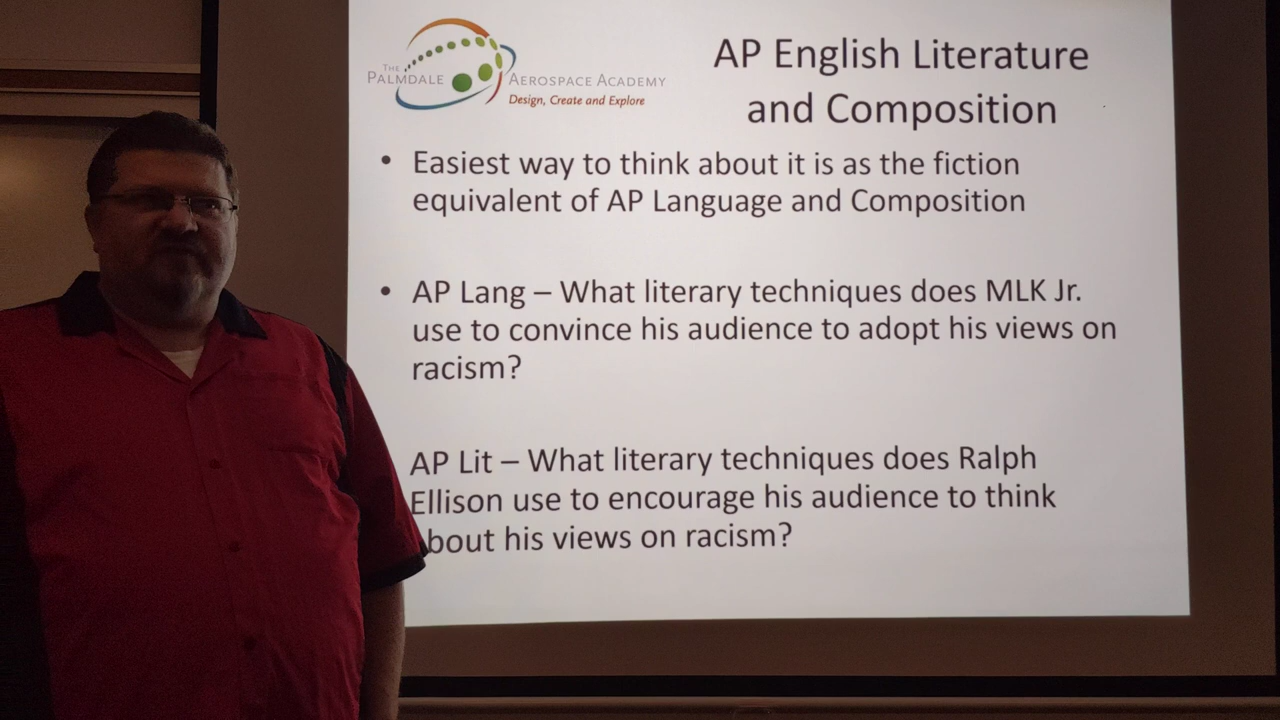 THE
PALMDALE AEROSPACE ACADEMY
Design, Create and Explore
AP English Literature
and Composition
• Easiest way to think about it is as the fiction
equivalent of AP Language and Composition
• AP Lang – What literary techniques does MLK Jr.
use to convince his audience to adopt his views on
racism?
AP Lit – What literary techniques does Ralph
Ellison use to encourage his audience to think
bout his views on racism?